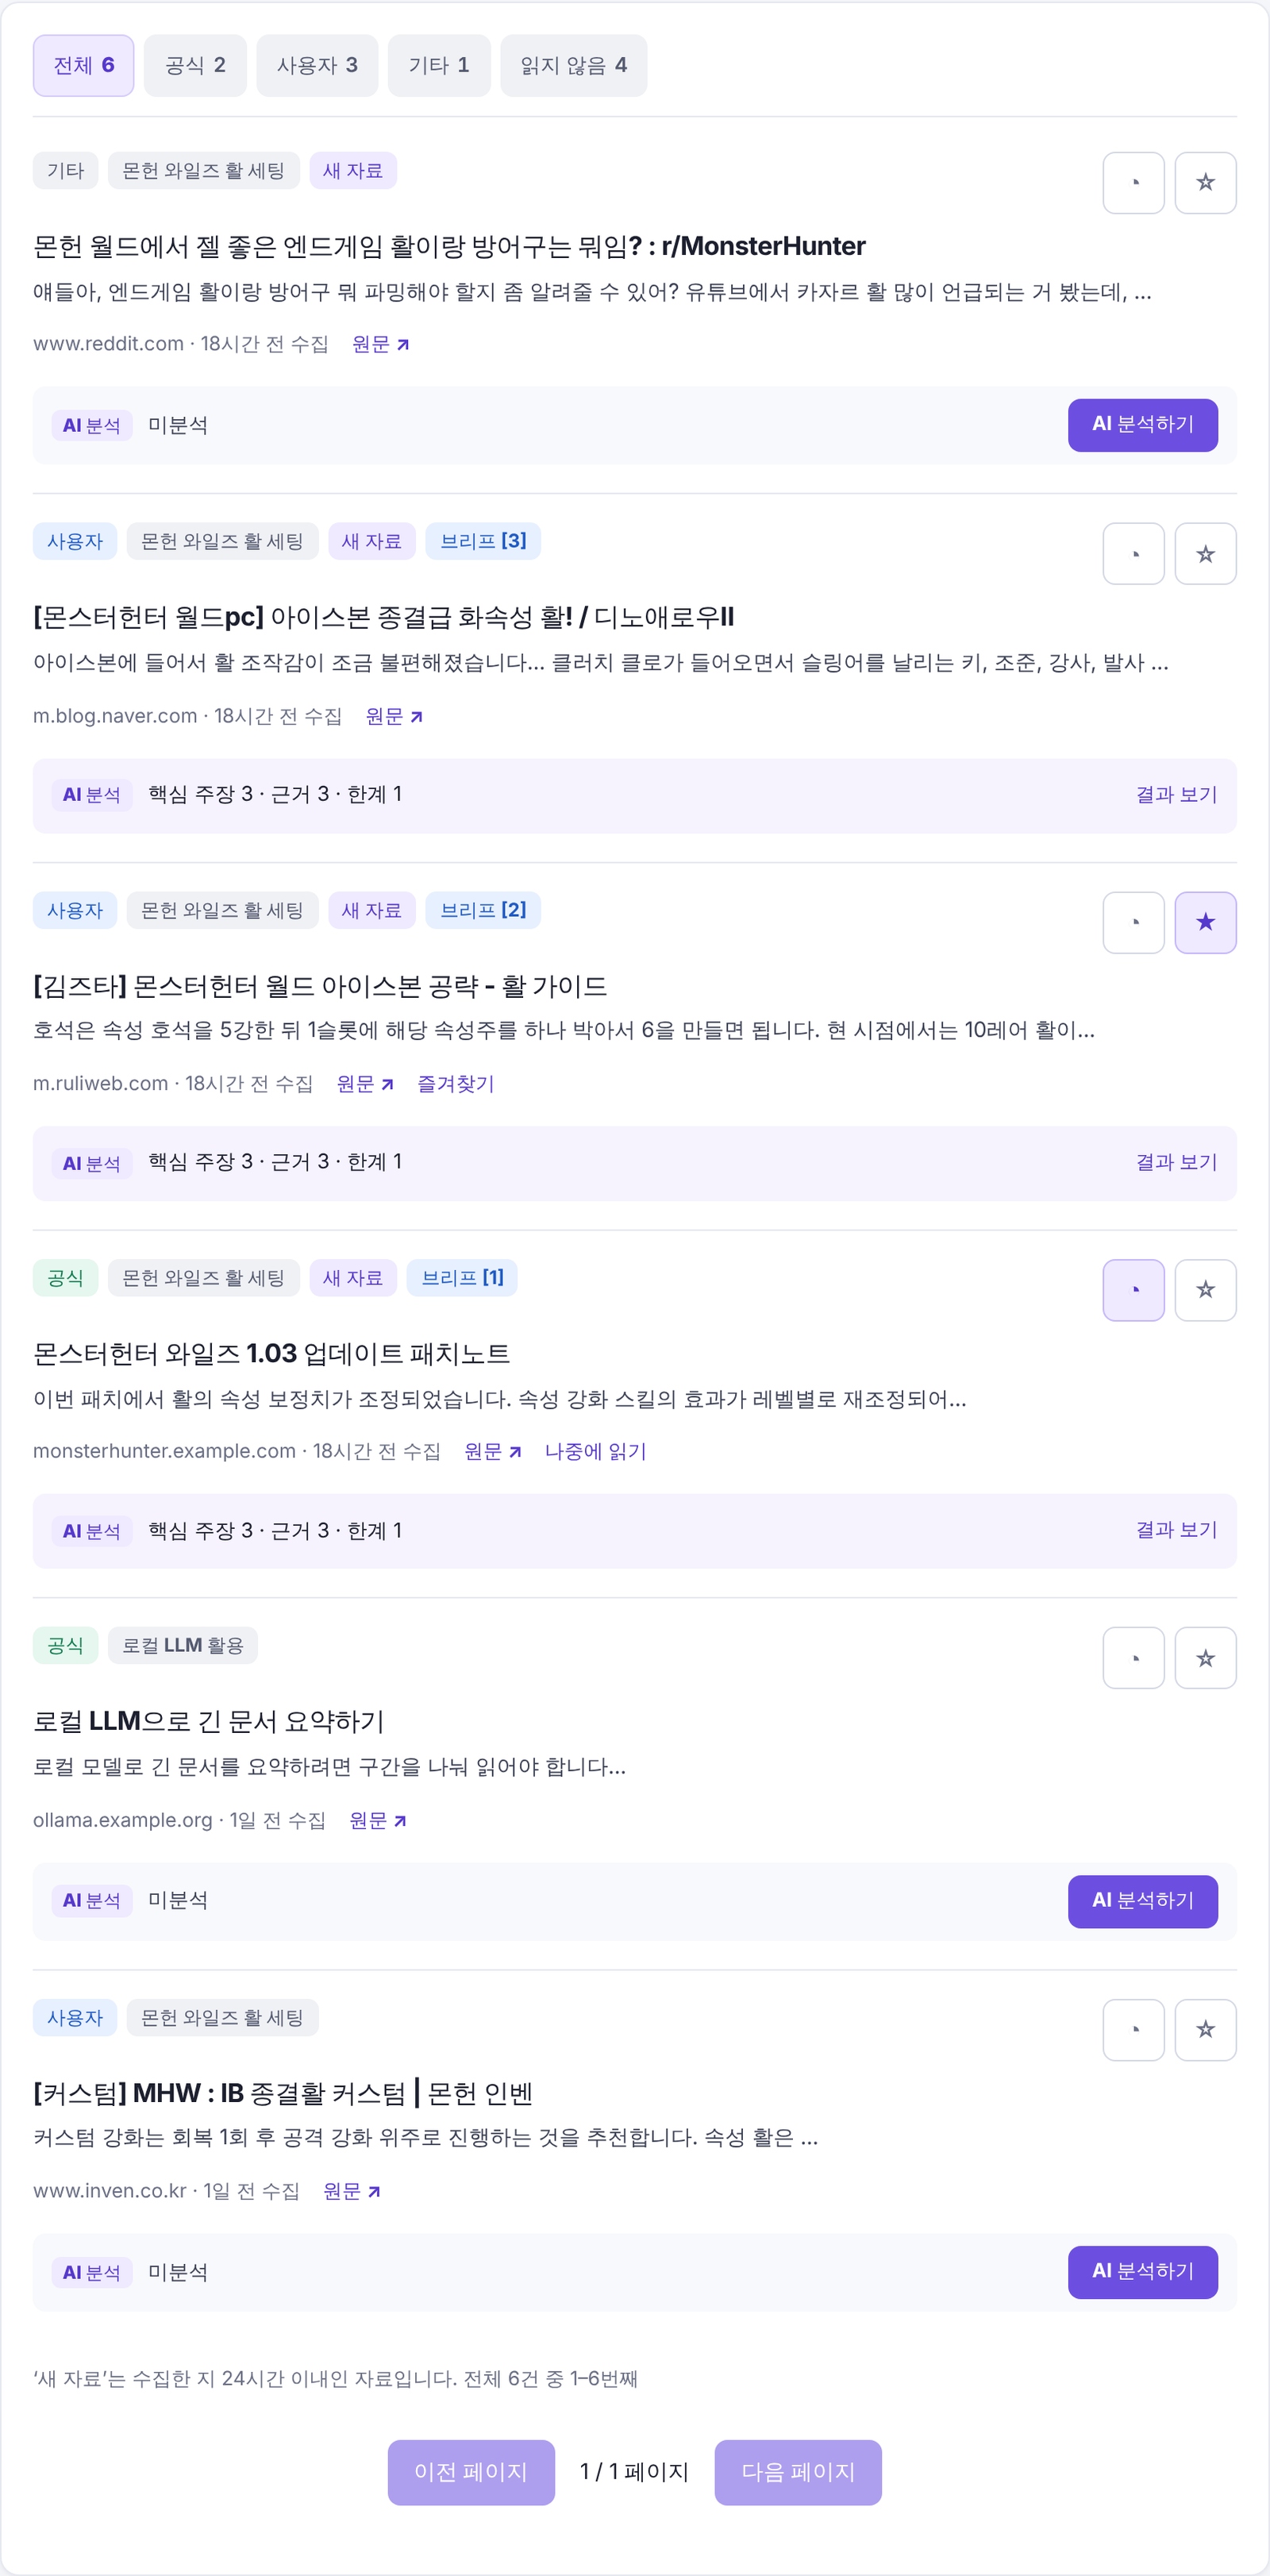 전체 6 공식 2 사용자 3 기타 1 읽지 않음 4
기타 몬헌 와일즈 활 세팅 새 자료
몬헌 월드에서 젤 좋은 엔드게임 활이랑 방어구는 뭐임? : r/MonsterHunter
얘들아, 엔드게임 활이랑 방어구 뭐 파밍해야 할지 좀 알려줄 수 있어? 유튜브에서 카자르 활 많이 언급되는 거 봤는데, ...
www.reddit.com · 18시간 전 수집 원문 ↗
AI 분석 미분석 AI 분석하기
사용자 몬헌 와일즈 활 세팅 새 자료 브리프 [3]
[몬스터헌터 월드pc] 아이스본 종결급 화속성 활! / 디노애로우II
아이스본에 들어서 활 조작감이 조금 불편해졌습니다... 클러치 클로가 들어오면서 슬링어를 날리는 키, 조준, 강사, 발사 ...
m.blog.naver.com · 18시간 전 수집 원문 ↗
AI 분석 핵심 주장 3 · 근거 3 · 한계 1 결과 보기
사용자 몬헌 와일즈 활 세팅 새 자료 브리프 [2]
[김즈타] 몬스터헌터 월드 아이스본 공략 - 활 가이드
호석은 속성 호석을 5강한 뒤 1슬롯에 해당 속성주를 하나 박아서 6을 만들면 됩니다. 현 시점에서는 10레어 활이...
m.ruliweb.com · 18시간 전 수집 원문 ↗ 즐겨찾기
AI 분석 핵심 주장 3 · 근거 3 · 한계 1 결과 보기
공식 몬헌 와일즈 활 세팅 새 자료 브리프 [1]
몬스터헌터 와일즈 1.03 업데이트 패치노트
이번 패치에서 활의 속성 보정치가 조정되었습니다. 속성 강화 스킬의 효과가 레벨별로 재조정되어...
monsterhunter.example.com · 18시간 전 수집 원문 ↗ 나중에 읽기
AI 분석 핵심 주장 3 · 근거 3 · 한계 1 결과 보기
공식 로컬 LLM 활용
로컬 LLM으로 긴 문서 요약하기
로컬 모델로 긴 문서를 요약하려면 구간을 나눠 읽어야 합니다...
ollama.example.org · 1일 전 수집 원문 ↗
AI 분석 미분석 AI 분석하기
사용자 몬헌 와일즈 활 세팅
[커스텀] MHW : IB 종결활 커스텀 | 몬헌 인벤
커스텀 강화는 회복 1회 후 공격 강화 위주로 진행하는 것을 추천합니다. 속성 활은 ...
www.inven.co.kr · 1일 전 수집 원문 ↗
AI 분석 미분석 AI 분석하기
‘새 자료’는 수집한 지 24시간 이내인 자료입니다. 전체 6건 중 1–6번째
이전 페이지 1 / 1 페이지 다음 페이지